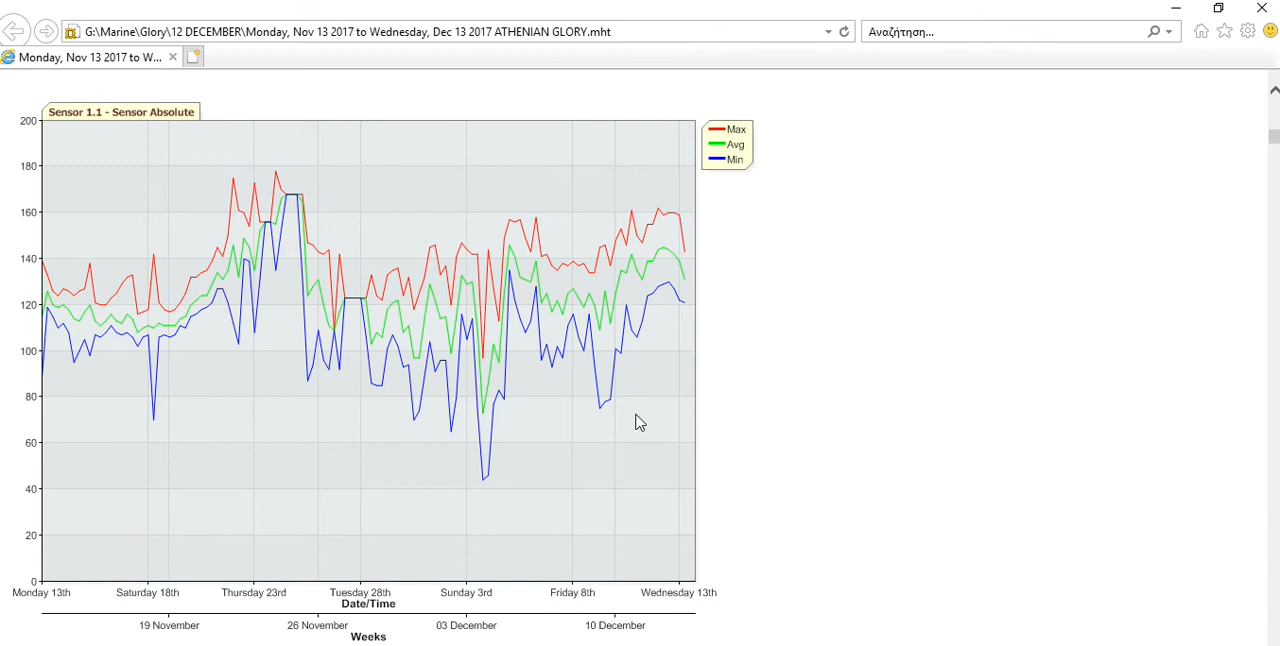 G:\Marine\Glory\12 DECEMBER\Monday, Nov 13 2017 to Wednesday, Dec 13 2017 ATHENIAN GLORY.mht
Αναζήτηση...
Monday, Nov 13 2017 to W...
Sensor 1.1 - Sensor Absolute
Max
Avg
Min
200
180
160
140
120
100
80
60
40
20
0
Monday 13th Saturday 18th Thursday 23rd Tuesday 28th Sunday 3rd Friday 8th Wednesday 13th
Date/Time
19 November 26 November 03 December 10 December
Weeks